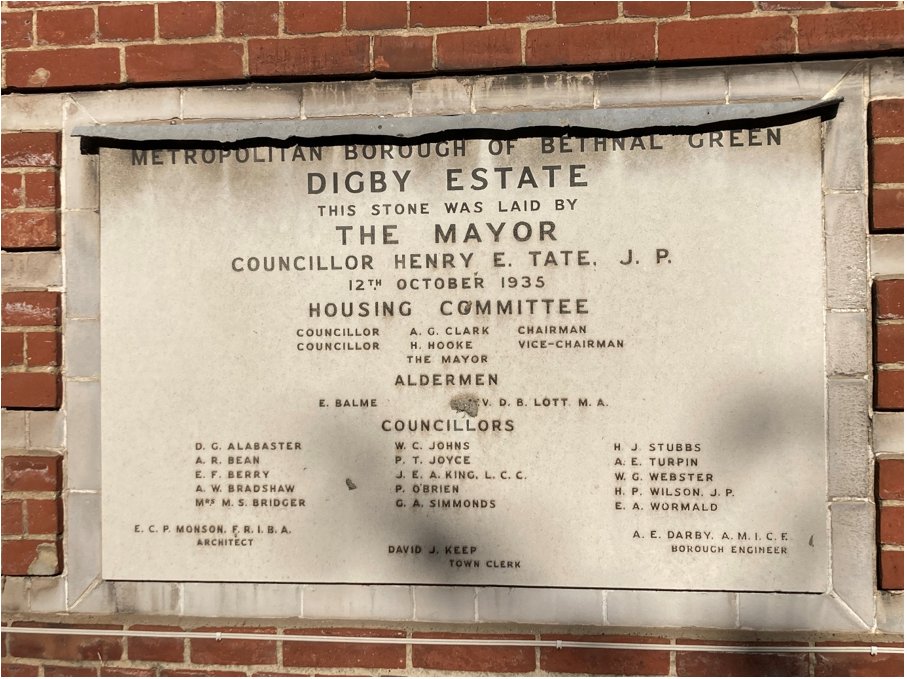 METROPOLITAN BOROUGH OF BETHNAL GREEN
DIGBY ESTATE
THIS STONE WAS LAID BY
THE MAYOR
COUNCILLOR HENRY E. TATE, J. P.
12TH OCTOBER 1935
HOUSING COMMITTEE
COUNCILLOR A. G. CLARK CHAIRMAN
COUNCILLOR H. HOOKE VICE-CHAIRMAN
THE MAYOR
ALDERMEN
E. BALME D. B. LOTT. M. A.
COUNCILLORS
D. G. ALABASTER W. C. JOHNS H. J. STUBBS
A. R. BEAN P. T. JOYCE A. E. TURPIN
E. F. BERRY J. E. A. KING, L. C. C. W. G. WEBSTER
A. W. BRADSHAW P. O'BRIEN H. P. WILSON, J. P.
MRS M. S. BRIDGER G. A. SIMMONDS E. A. WORMALD
E. C. P. MONSON, F. R. I. B. A. A. E. DARBY, A. M. I. C. E.
ARCHITECT BOROUGH ENGINEER
DAVID J. KEEP
TOWN CLERK